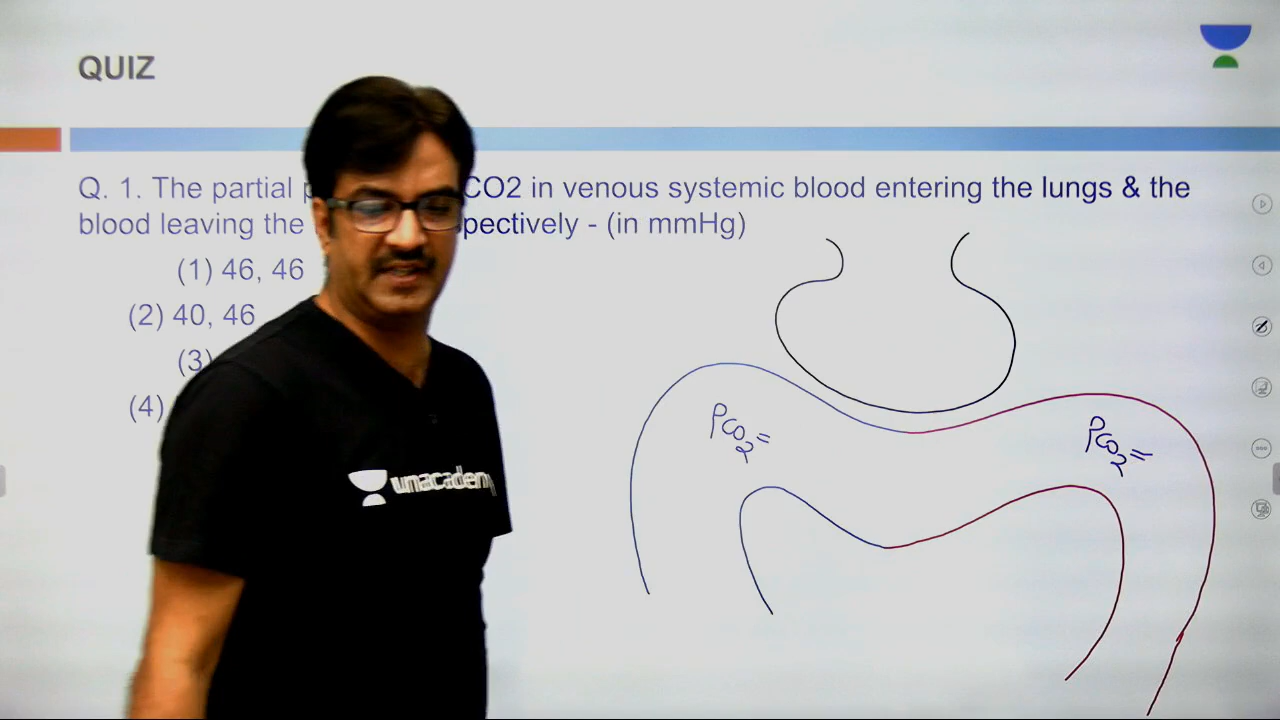 QUIZ
Q. 1. The partial CO2 in venous systemic blood entering the lungs & the
blood leaving the - (in mmHg)
(1) 46, 46
(2) 40, 46
(3)
(4)
PCO2=
PCO2=
unacademy